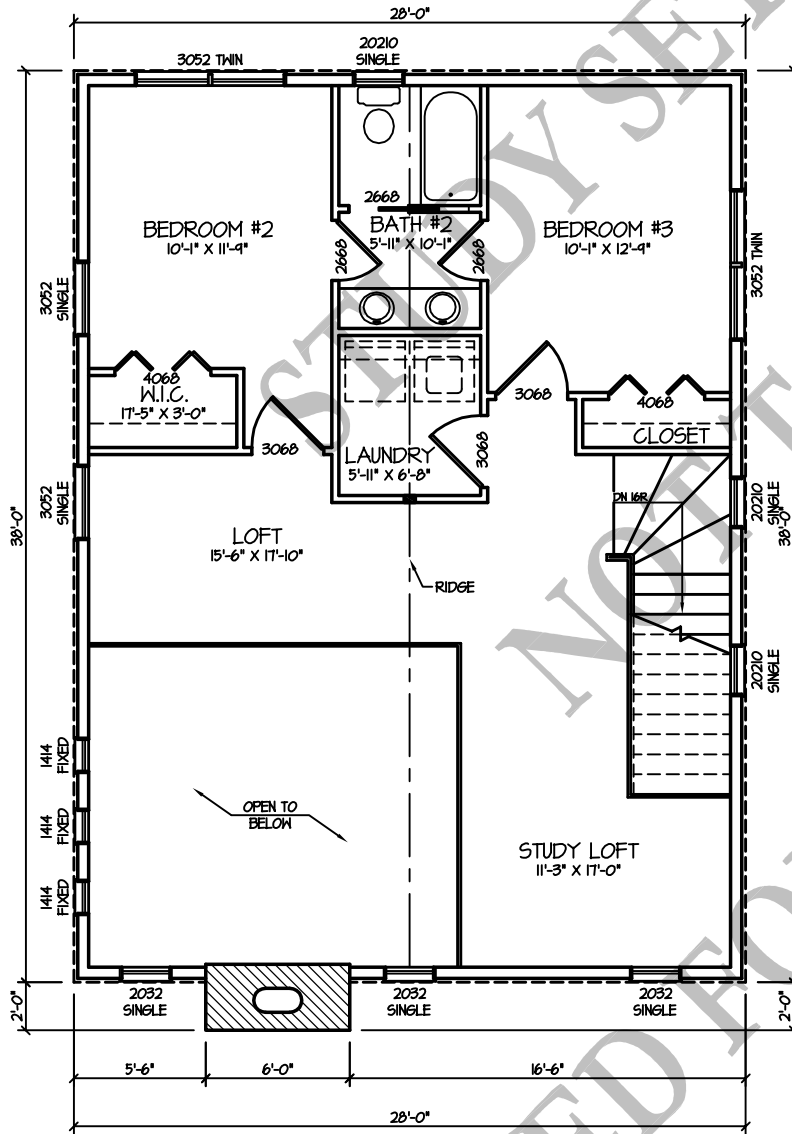 28'-0"
3052 TWIN
20210
SINGLE
2668
BEDROOM #2
10'-1" X 11'-9"
BATH #2
5'-11" X 10'-1"
BEDROOM #3
10'-1" X 12'-9"
2668
2668
3052
SINGLE
3052 TWIN
4068
W.I.C.
17'-5" X 3'-0"
3068
3068
4068
CLOSET
LAUNDRY
5'-11" X 6'-8"
3068
3052
SINGLE
DN 16R
20210
SINGLE
38'-0"
38'-0"
LOFT
15'-6" X 17'-10"
RIDGE
20210
SINGLE
1414
FIXED
1414
FIXED
1414
FIXED
OPEN TO
BELOW
STUDY LOFT
11'-3" X 17'-0"
2032
SINGLE
2032
SINGLE
2032
SINGLE
2'-0"
2'-0"
5'-6"
6'-0"
16'-6"
28'-0"
STUDY SET
NOT